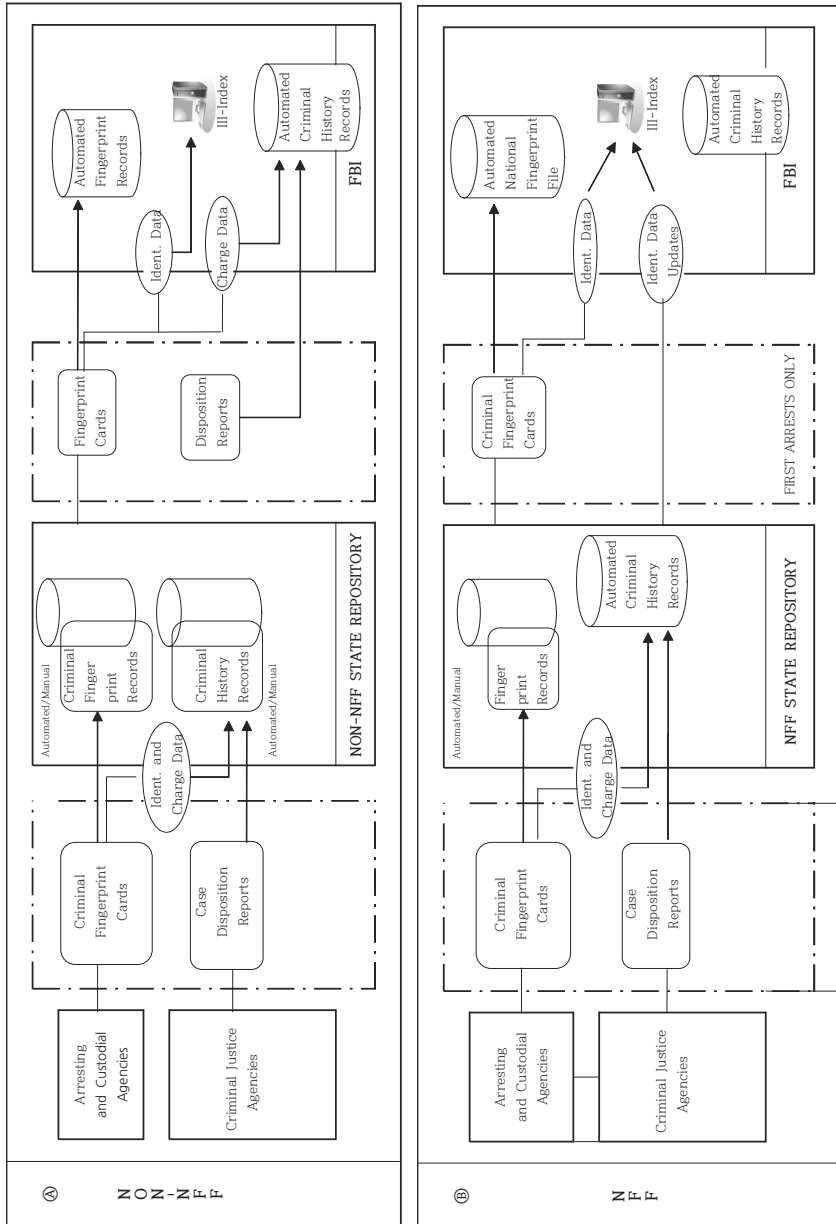 Ⓐ
NON-NFF
Arresting
and Custodial
Agencies
Criminal Justice
Agencies
Criminal
Fingerprint
Cards
Case
Disposition
Reports
Ident. and
Charge Data
Automated/Manual
Criminal
Finger
print
Records
Criminal
History
Records
Automated/Manual
NON-NFF STATE REPOSITORY
Fingerprint
Cards
Disposition
Reports
Ident. Data
Charge Data
Automated
Fingerprint
Records
III-Index
Automated
Criminal
History
Records
FBI
Ⓑ
NFF
Arresting
and Custodial
Agencies
Criminal Justice
Agencies
Criminal
Fingerprint
Cards
Case
Disposition
Reports
Ident. and
Charge Data
Automated/Manual
Finger
print
Records
Automated
Criminal
History
Records
NFF STATE REPOSITORY
Criminal
Fingerprint
Cards
FIRST ARRESTS ONLY
Ident. Data
Ident. Data
Updates
Automated
National
Fingerprint
File
III-Index
Automated
Criminal
History
Records
FBI